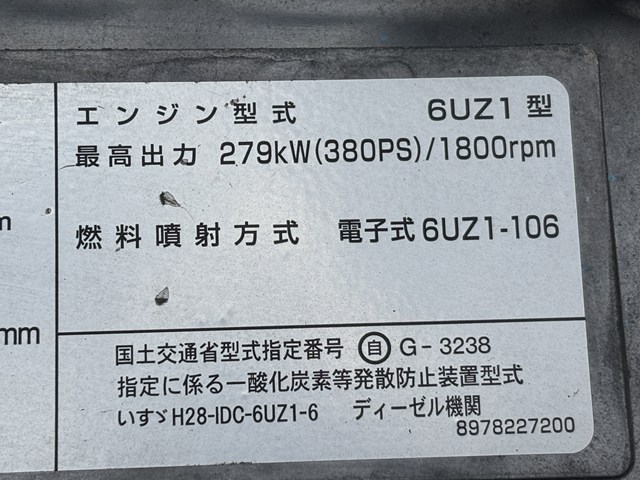 エンジン型式 6UZ1型
最高出力 279kW(380PS)/1800rpm
m
燃料噴射方式 電子式6UZ1-106
mm
国土交通省型式指定番号 自 G-3238
指定に係る一酸化炭素等発散防止装置型式
いすゞH28-IDC-6UZ1-6 ディーゼル機関
8978227200